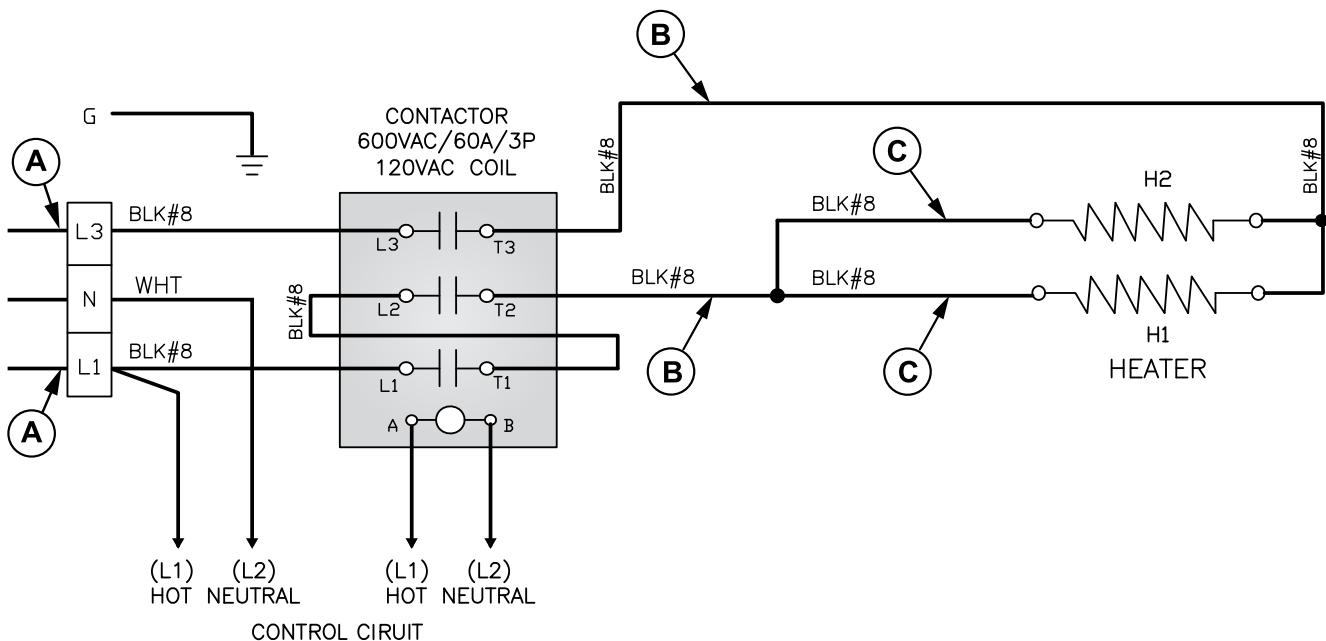 B
G
CONTACTOR
600VAC/60A/3P
120VAC COIL
A
C
BLK#8
BLK#8
H2
BLK#8
BLK#8
L3
L3
T3
N
WHT
BLK#8
L2
T2
BLK#8
BLK#8
H1
HEATER
BLK#8
L1
L1
T1
B
C
A
A
B
(L1)
HOT
(L2)
NEUTRAL
(L1)
HOT
(L2)
NEUTRAL
CONTROL CIRUIT